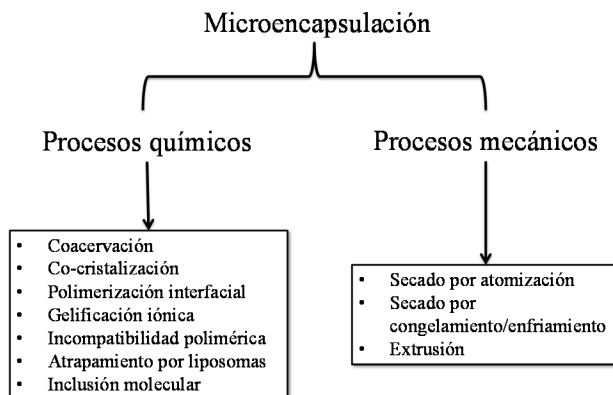 Microencapsulación
Procesos químicos
Procesos mecánicos
• Coacervación
• Co-cristalización
• Polimerización interfacial
• Gelificación iónica
• Incompatibilidad polimérica
• Atrapamiento por liposomas
• Inclusión molecular
• Secado por atomización
• Secado por
congelamiento/enfriamiento
• Extrusión